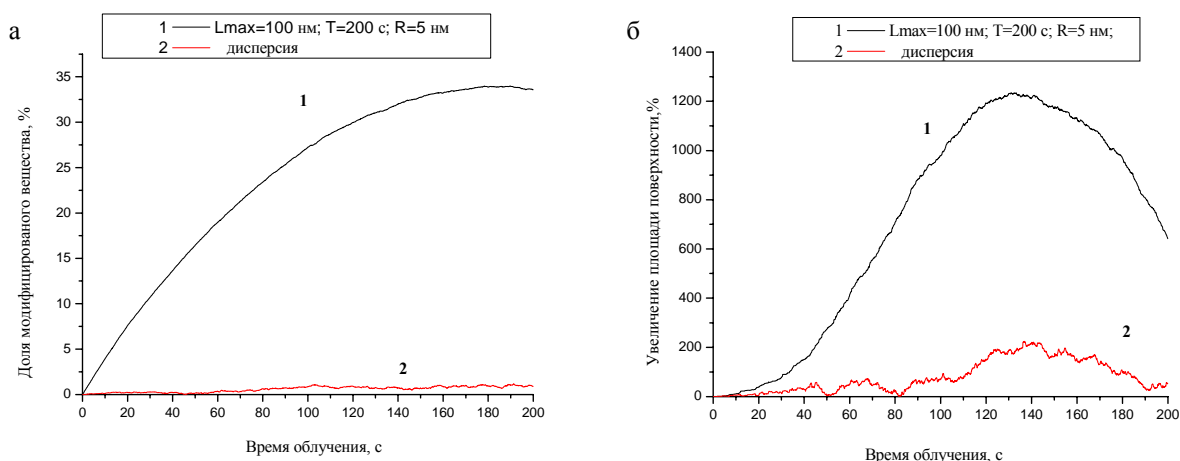 а
1 Lmax=100 нм; T=200 с; R=5 нм
2 дисперсия
Доля модифицированого вещества, %
35
30
25
20
15
10
5
0
1
2
0 20 40 60 80 100 120 140 160 180 200
Время облучения, с
б
1 Lmax=100 нм; T=200 с; R=5 нм;
2 дисперсия
Увеличение площади поверхности,%
1400
1200
1000
800
600
400
200
0
1
2
0 20 40 60 80 100 120 140 160 180 200
Время облучения, с